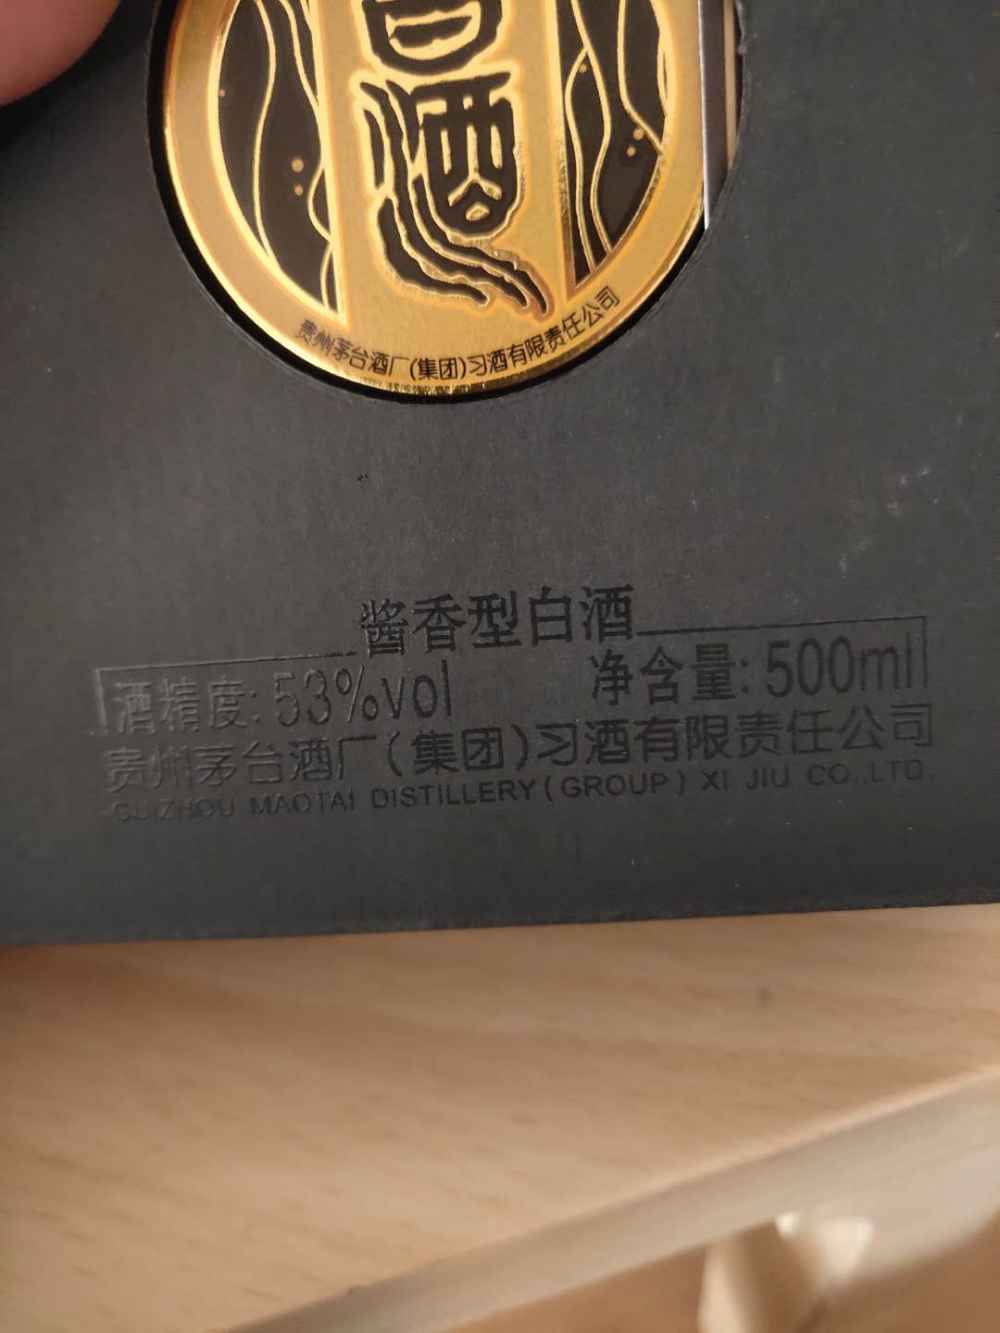 酒
贵州茅台酒厂(集团)习酒有限责任公司
酱香型白酒
酒精度:53%vol 净含量:500ml
贵州茅台酒厂(集团)习酒有限责任公司
GUIZHOU MAOTAI DISTILLERY(GROUP) XI JIU CO.,LTD.